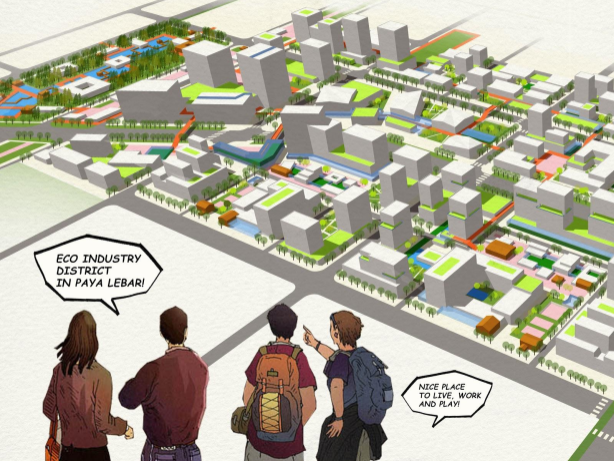 ECO INDUSTRY
DISTRICT
IN PAYA LEBAR!
NICE PLACE
TO LIVE, WORK
AND PLAY!